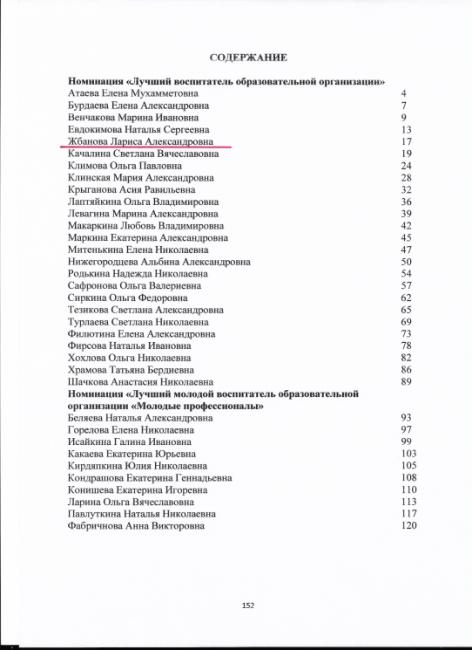 СОДЕРЖАНИЕ
Номинация «Лучший воспитатель образовательной организации»
Атаева Елена Мухамметовна 4
Бурдаева Елена Александровна 7
Венчакова Марина Ивановна 9
Евдокимова Наталья Сергеевна 13
Жбанова Лариса Александровна 17
Качалина Светлана Вячеславовна 19
Климова Ольга Павловна 24
Клинская Мария Александровна 28
Крыганова Асия Равильевна 32
Лаптяйкина Ольга Владимировна 36
Левагина Марина Александровна 39
Макаркина Любовь Владимировна 42
Маркина Екатерина Александровна 45
Митенькина Елена Николаевна 47
Нижегородцева Альбина Александровна 50
Родькина Надежда Николаевна 54
Сафронова Ольга Валериевна 57
Сиркина Ольга Федоровна 62
Тезикова Светлана Александровна 65
Турлаева Светлана Николаевна 69
Филютина Елена Александровна 73
Фирсова Наталья Ивановна 78
Хохлова Ольга Николаевна 82
Храмова Татьяна Бердиевна 86
Шачкова Анастасия Николаевна 89
Номинация «Лучший молодой воспитатель образовательной
организации «Молодые профессионалы»
Беляева Наталья Александровна 93
Горелова Елена Николаевна 97
Исайкина Галина Ивановна 99
Какаева Екатерина Юрьевна 103
Кирдяпкина Юлия Николаевна 105
Кондрашова Екатерина Геннадьевна 108
Конишева Екатерина Игоревна 110
Ларина Ольга Вячеславовна 113
Павлуткина Наталья Николаевна 117
Фабричнова Анна Викторовна 120
152